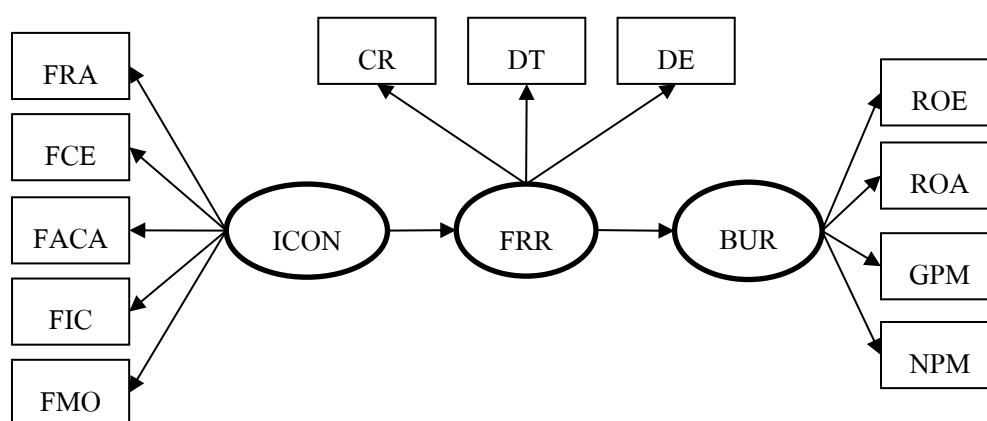 FRA
FCE
FACA
FIC
FMO
CR
DT
DE
ICON
FRR
BUR
ROE
ROA
GPM
NPM